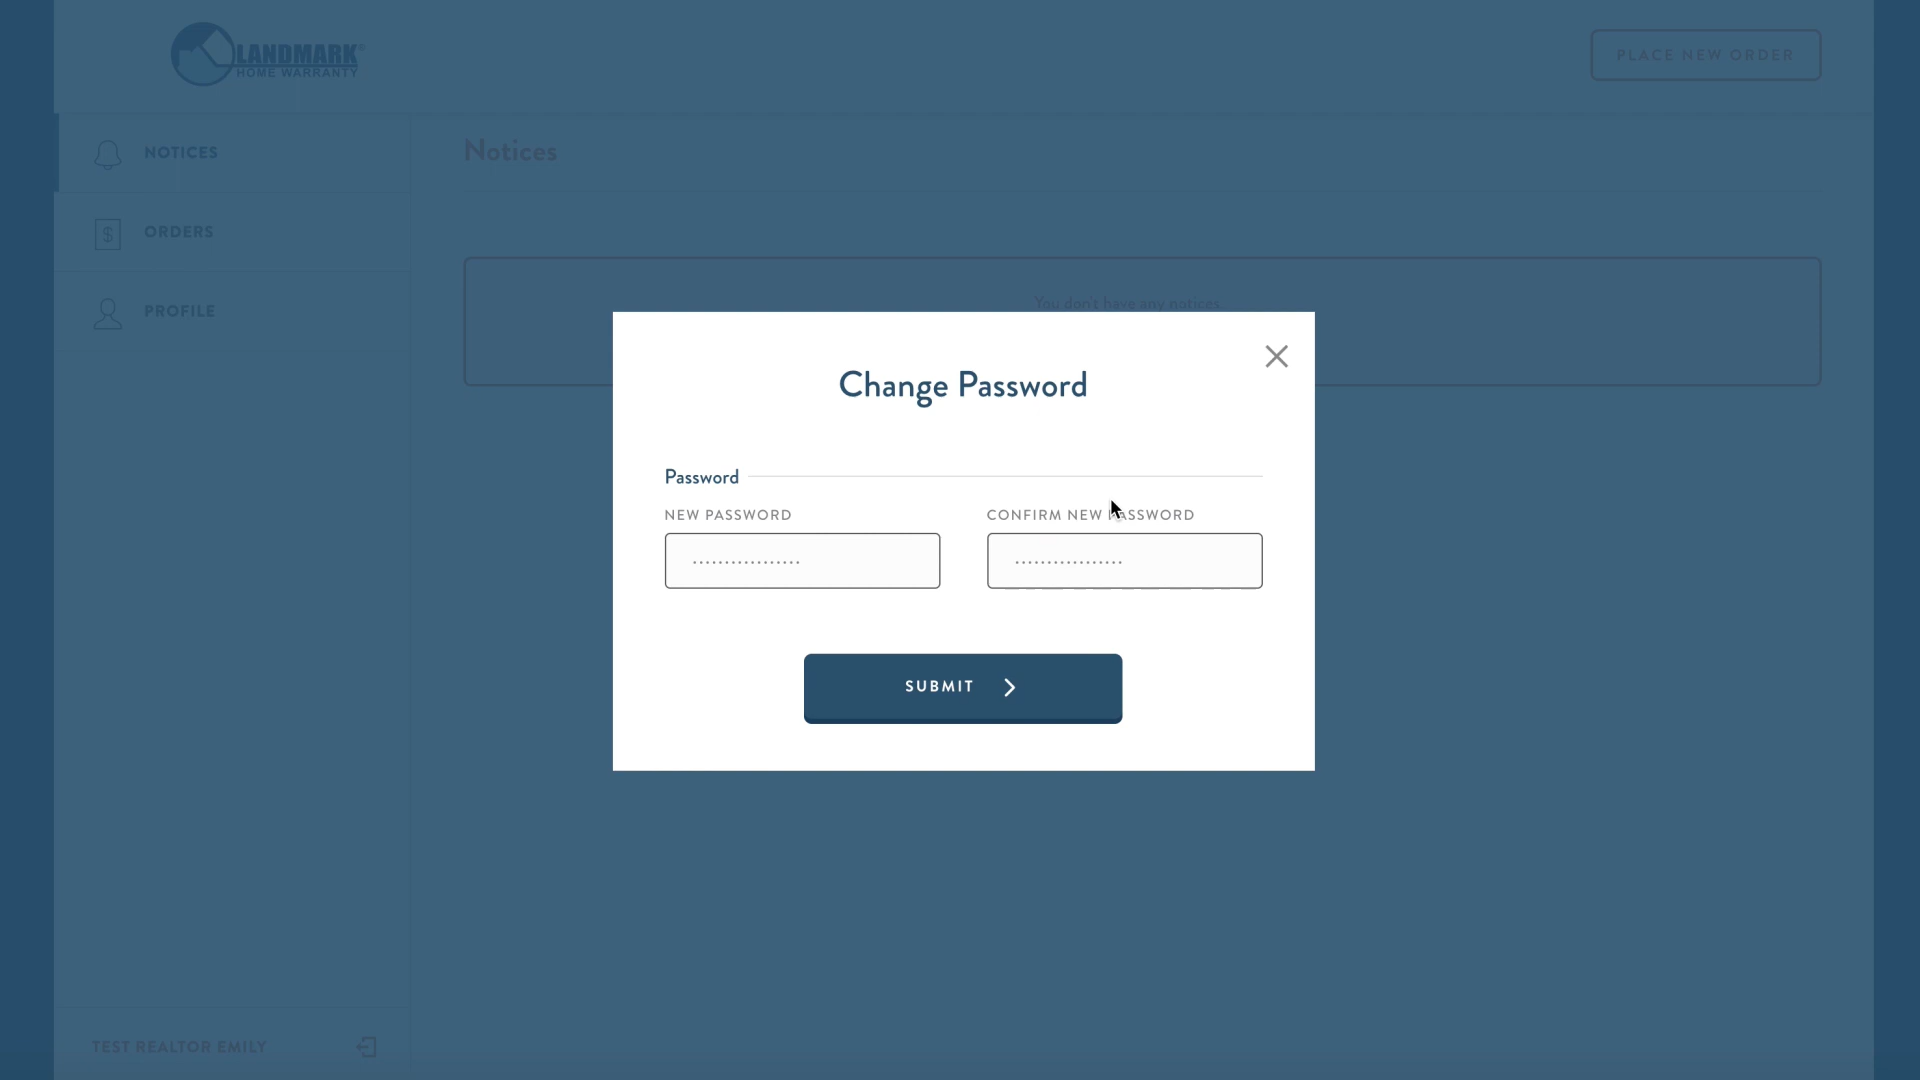 LANDMARK®
HOME WARRANTY
PLACE NEW ORDER
NOTICES
ORDERS
PROFILE
Notices
You don't have any notices.
Change Password
Password
NEW PASSWORD
CONFIRM NEW PASSWORD
SUBMIT
TEST REALTOR EMILY